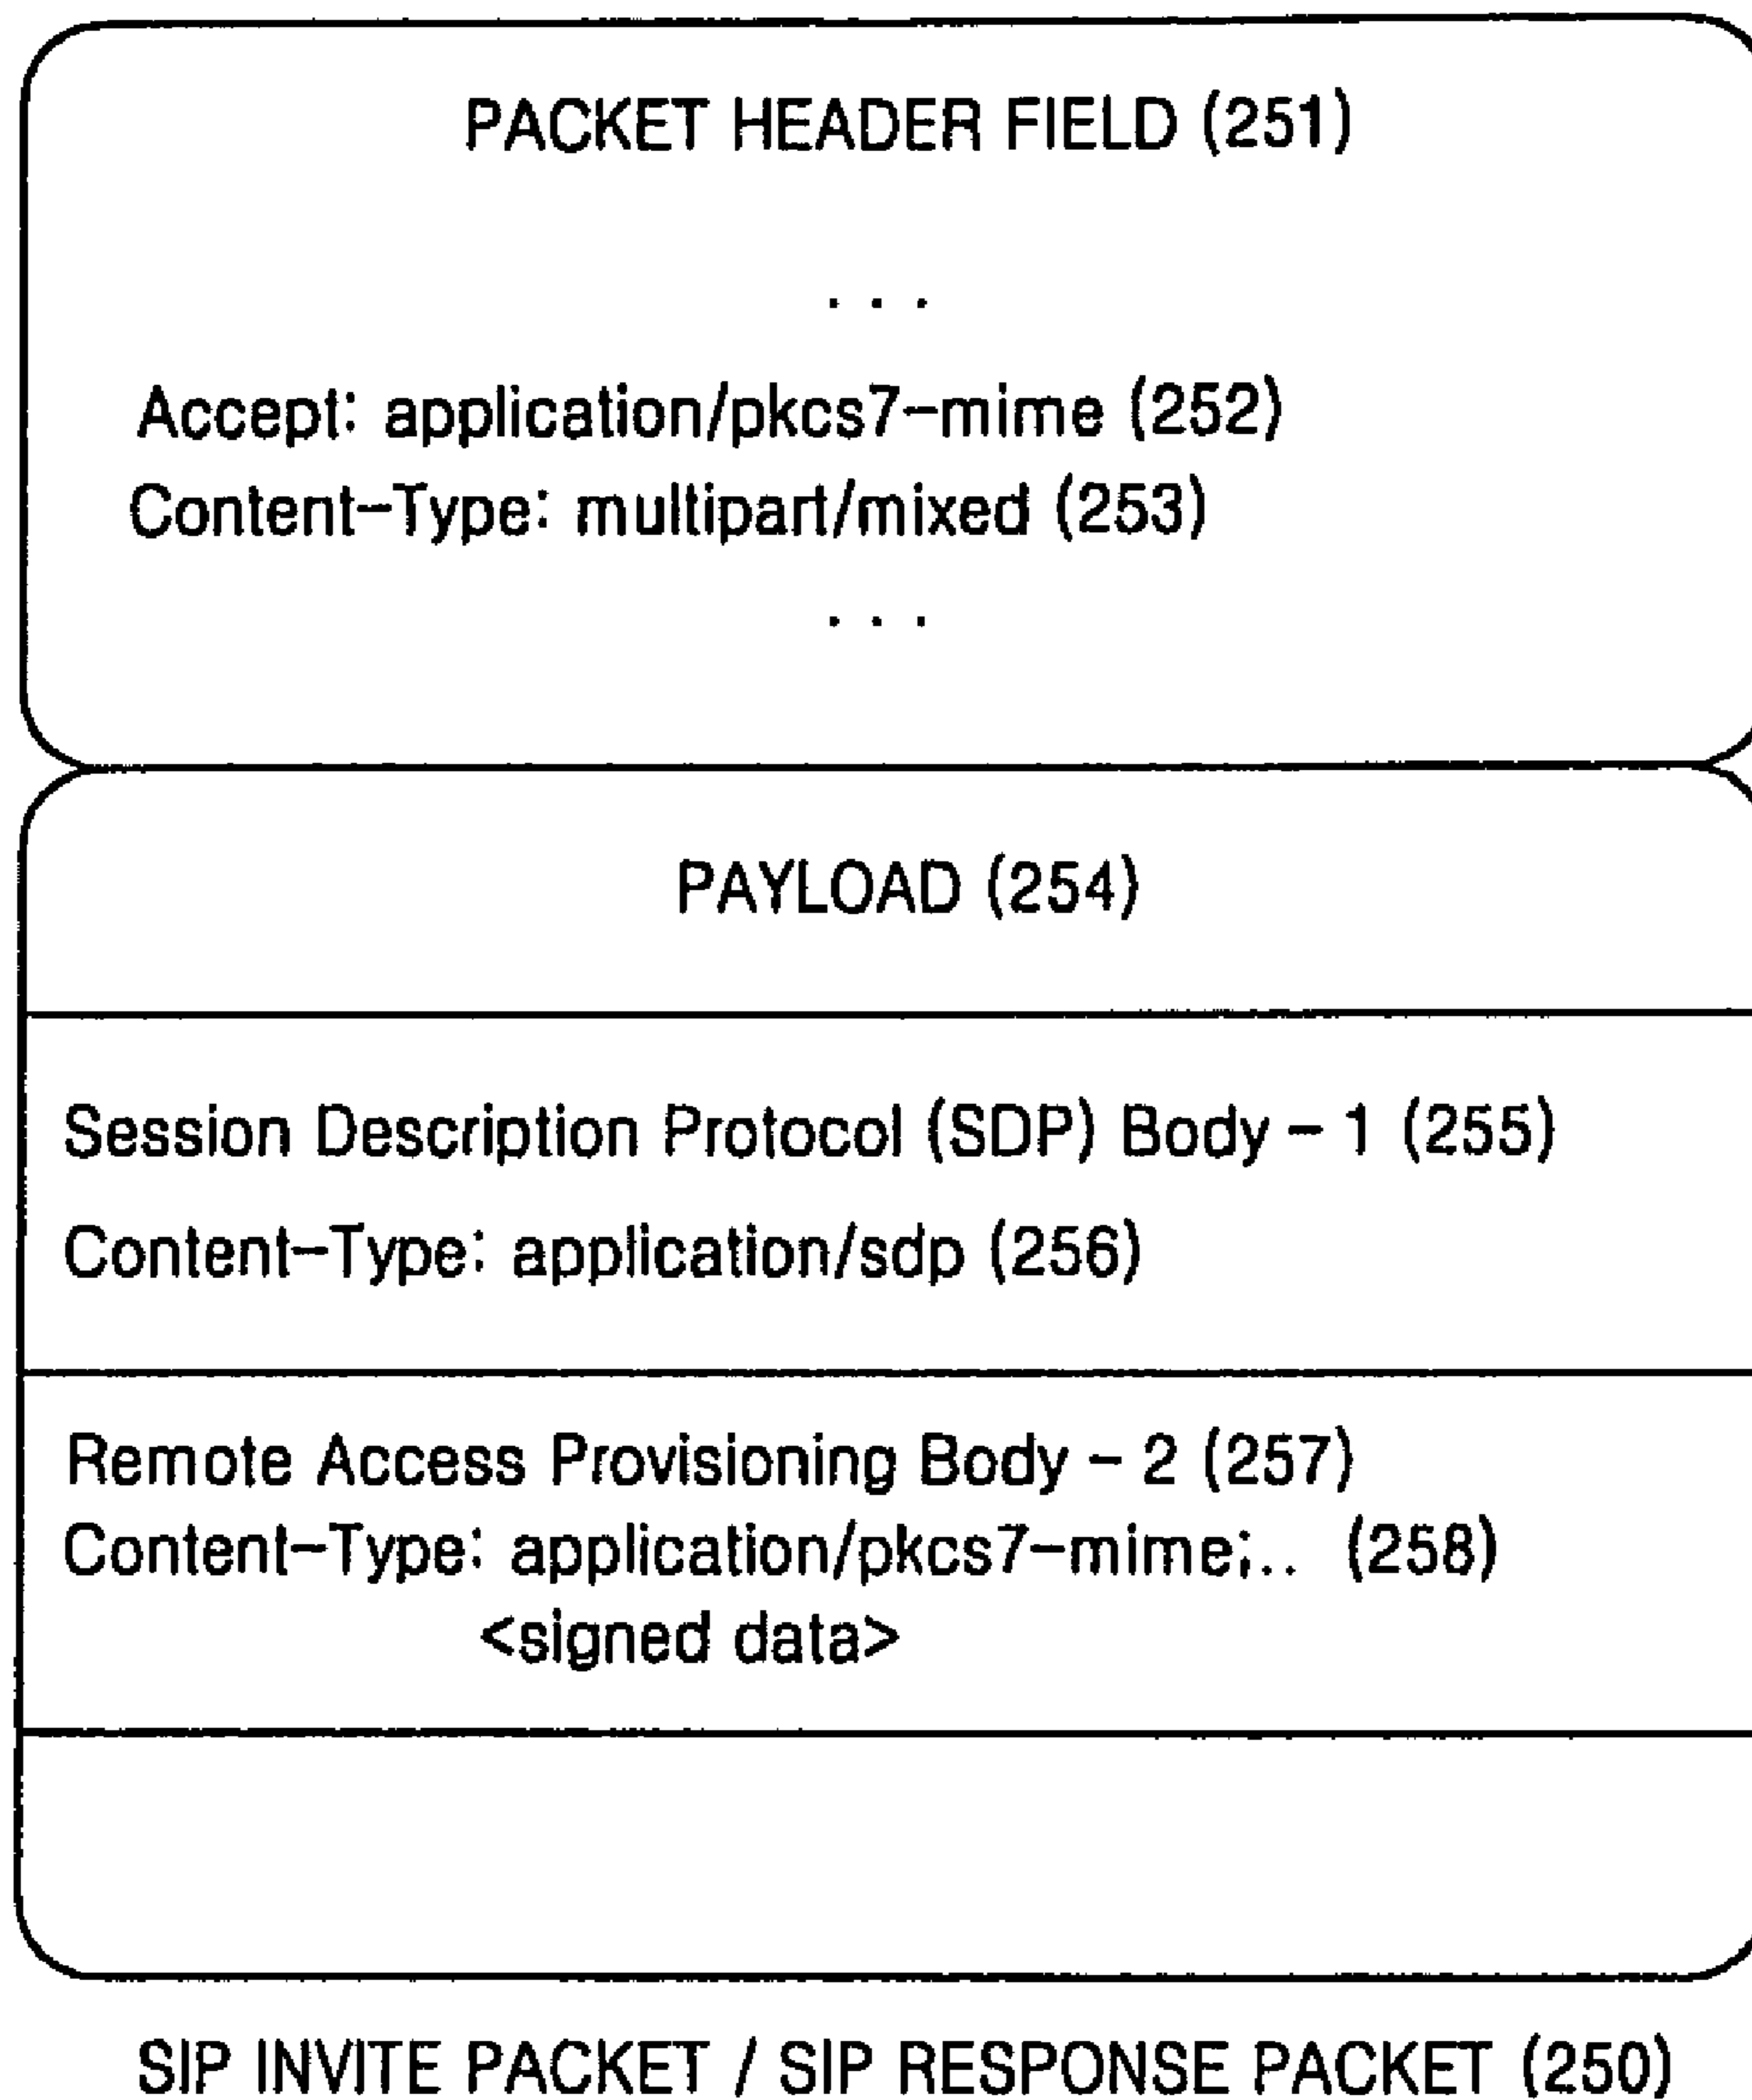 PACKET HEADER FIELD (251)
. . .
Accept: application/pkcs7-mime (252)
Content-Type: multipart/mixed (253)
. . .
PAYLOAD (254)
Session Description Protocol (SDP) Body - 1 (255)
Content-Type: application/sdp (256)
Remote Access Provisioning Body - 2 (257)
Content-Type: application/pkcs7-mime;.. (258)
<signed data>
SIP INVITE PACKET / SIP RESPONSE PACKET (250)